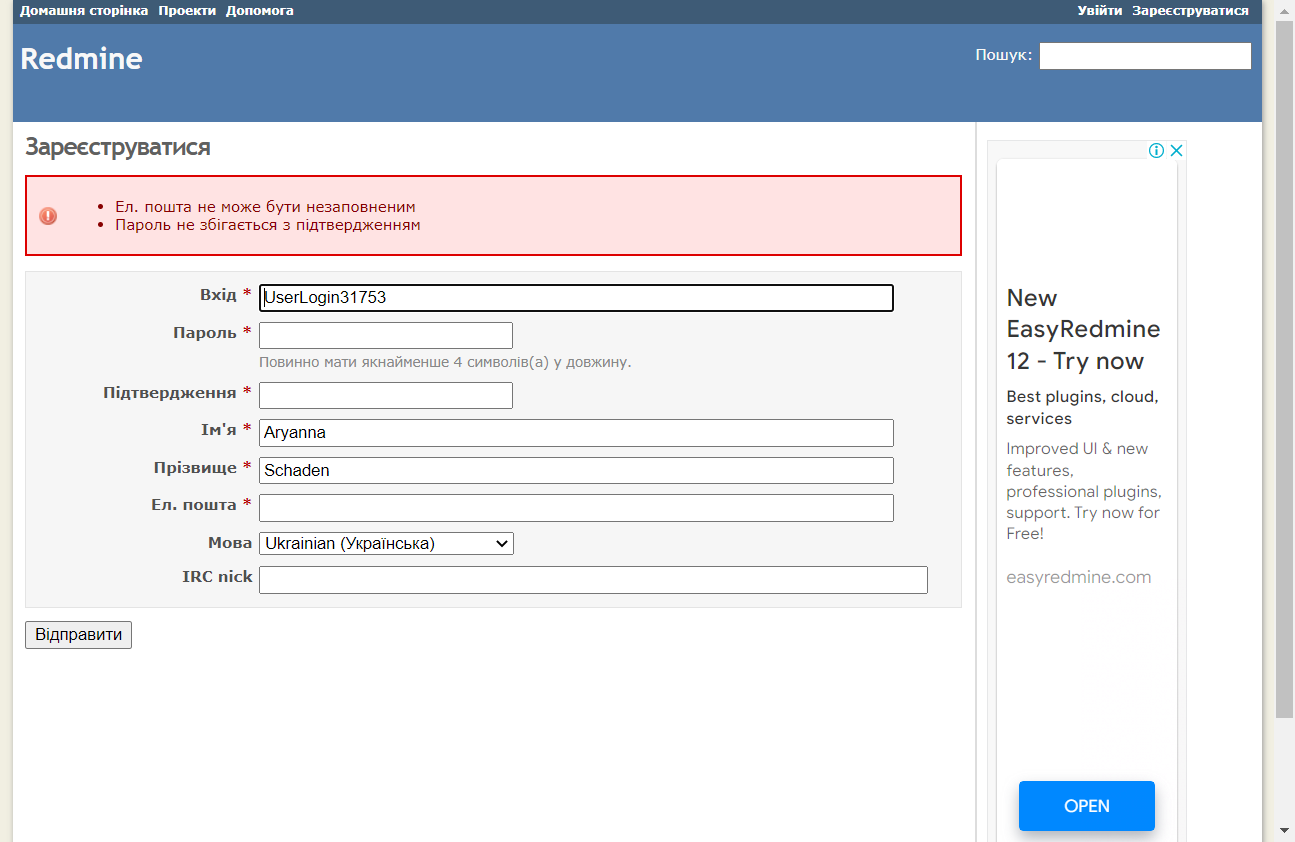 Домашня сторінка Проекти Допомога
Увійти Зареєструватися
Redmine
Пошук:
Зареєструватися
Ел. пошта не може бути незаповненим
Пароль не збігається з підтвердженням
Вхід * UserLogin31753
Пароль *
Повинно мати якнайменше 4 символів(а) у довжину.
Підтвердження *
Ім'я * Aryanna
Прізвище * Schaden
Ел. пошта *
Мова Ukrainian (Українська)
IRC nick
Відправити
New
EasyRedmine
12 - Try now
Best plugins, cloud,
services
Improved UI & new
features,
professional plugins,
support. Try now for
Free!
easyredmine.com
OPEN